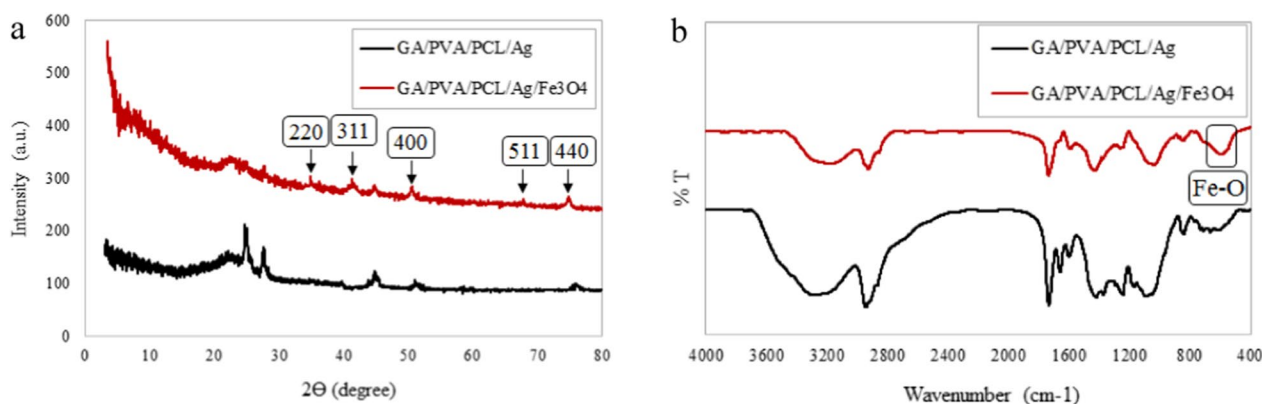 a
600
500
400
300
200
100
0
Intensity (a.u.)
GA/PVA/PCL/Ag
GA/PVA/PCL/Ag/Fe3O4
220
311
400
511
440
0 10 20 30 40 50 60 70 80
2Θ (degree)
b
% T
GA/PVA/PCL/Ag
GA/PVA/PCL/Ag/Fe3O4
Fe-O
4000 3600 3200 2800 2400 2000 1600 1200 800 400
Wavenumber (cm-1)